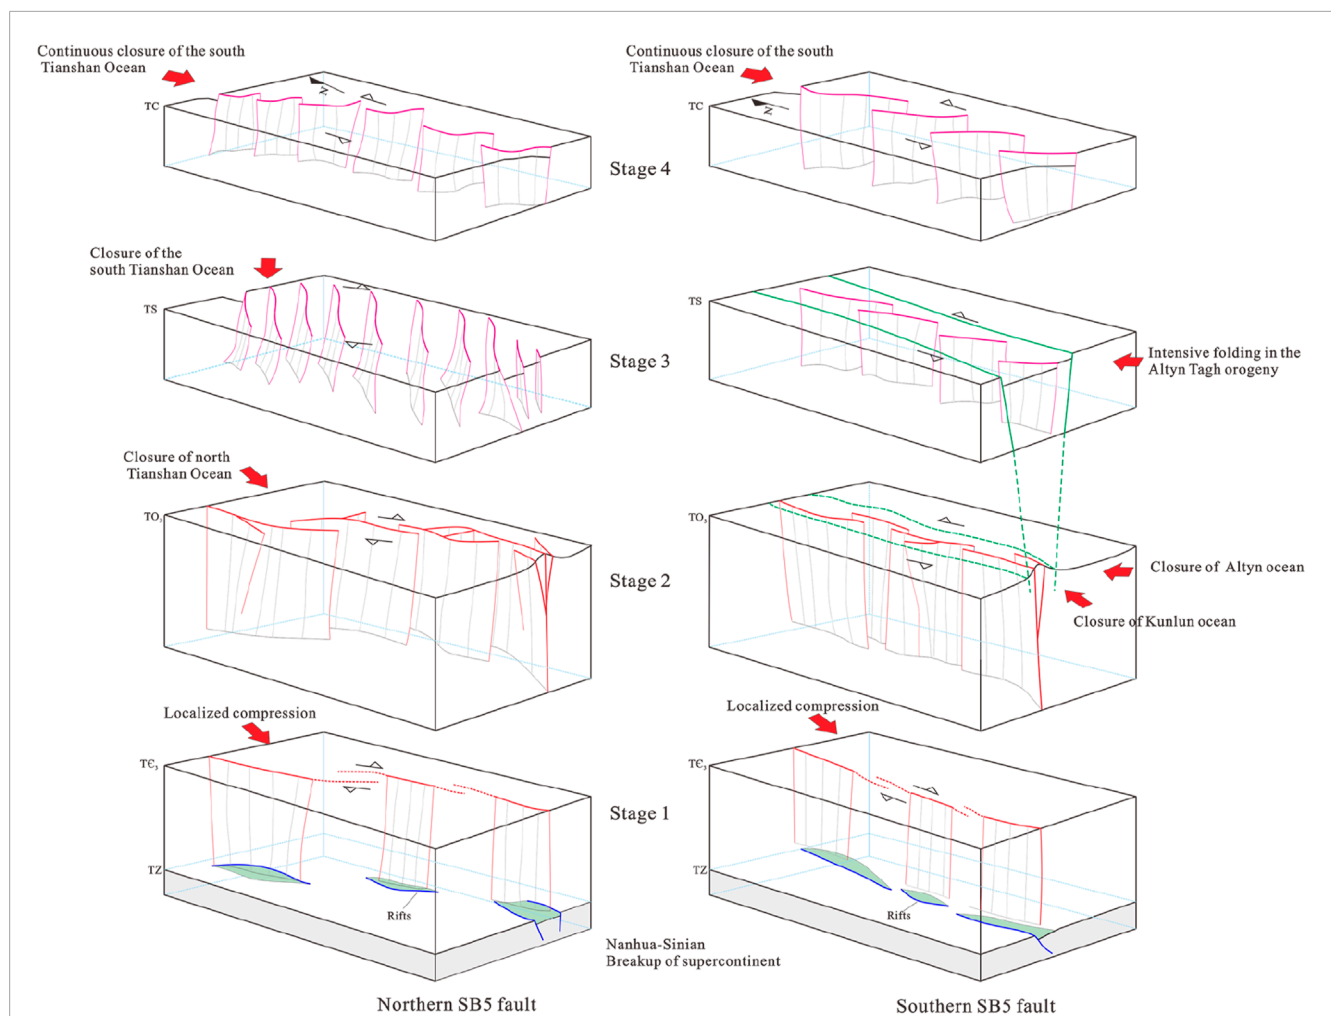 Continuous closure of the south
Tianshan Ocean
Continuous closure of the south
Tianshan Ocean
N
N
TC
TC
Stage 4
Closure of the
south Tianshan Ocean
TS
TS
Stage 3
Intensive folding in the
Altyn Tagh orogeny
Closure of north
Tianshan Ocean
TO₃
TO₃
Stage 2
Closure of Altyn ocean
Closure of Kunlun ocean
Localized compression
Localized compression
TЄ₃
TЄ₃
Stage 1
TZ
TZ
Rifts
Rifts
Nanhua-Sinian
Breakup of supercontinent
Northern SB5 fault
Southern SB5 fault